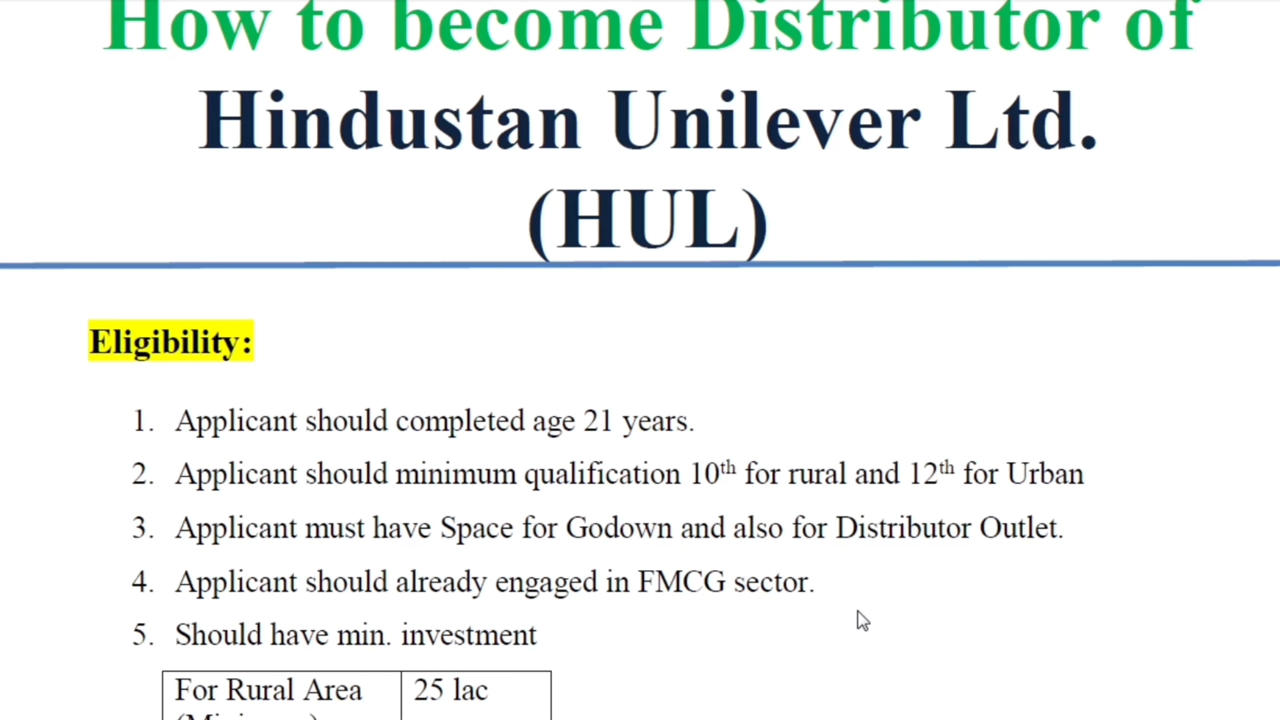 How to become Distributor of
Hindustan Unilever Ltd.
(HUL)
Eligibility:
1. Applicant should completed age 21 years.
2. Applicant should minimum qualification 10th for rural and 12th for Urban
3. Applicant must have Space for Godown and also for Distributor Outlet.
4. Applicant should already engaged in FMCG sector.
5. Should have min. investment
For Rural Area 25 lac